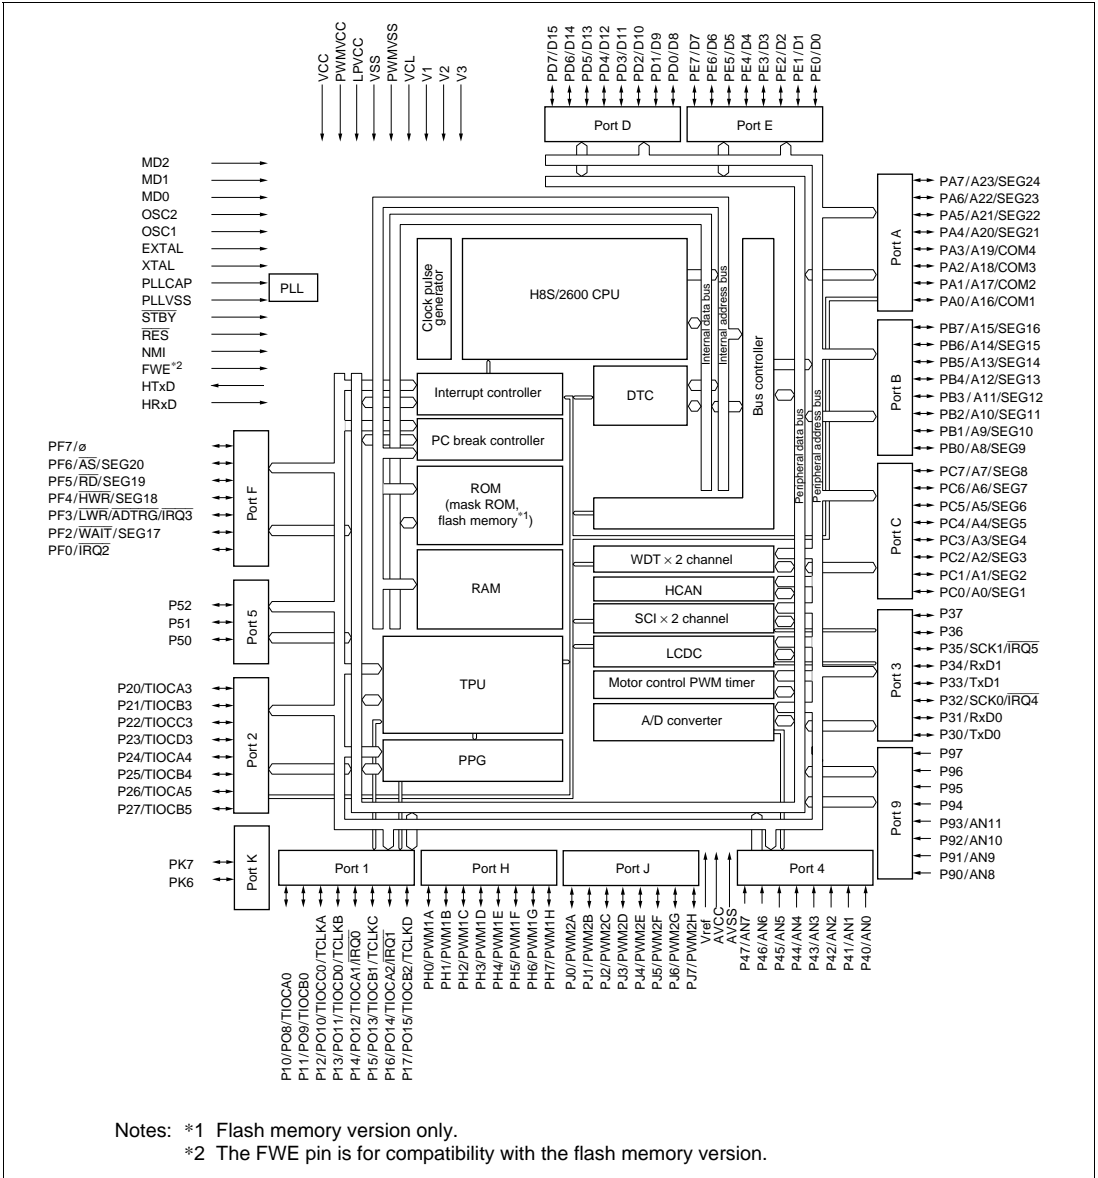 VCC
PWMVCC
LPVCC
VSS
PWMVSS
VCL
V1
V2
V3
PD7/D15
PD6/D14
PD5/D13
PD4/D12
PD3/D11
PD2/D10
PD1/D9
PD0/D8
PE7/D7
PE6/D6
PE5/D5
PE4/D4
PE3/D3
PE2/D2
PE1/D1
PE0/D0
Port D
Port E
MD2
MD1
MD0
OSC2
OSC1
EXTAL
XTAL
PLLCAP
PLLVSS
STBY
RES
NMI
FWE*2
HTxD
HRxD
PLL
Clock pulse
generator
H8S/2600 CPU
Internal data bus
Internal address bus
Bus controller
Peripheral data bus
Peripheral address bus
Interrupt controller
DTC
PC break controller
ROM
(mask ROM,
flash memory*1)
RAM
WDT × 2 channel
HCAN
SCI × 2 channel
LCDC
Motor control PWM timer
A/D converter
TPU
PPG
Port A
PA7/A23/SEG24
PA6/A22/SEG23
PA5/A21/SEG22
PA4/A20/SEG21
PA3/A19/COM4
PA2/A18/COM3
PA1/A17/COM2
PA0/A16/COM1
Port B
PB7/A15/SEG16
PB6/A14/SEG15
PB5/A13/SEG14
PB4/A12/SEG13
PB3/A11/SEG12
PB2/A10/SEG11
PB1/A9/SEG10
PB0/A8/SEG9
Port C
PC7/A7/SEG8
PC6/A6/SEG7
PC5/A5/SEG6
PC4/A4/SEG5
PC3/A3/SEG4
PC2/A2/SEG3
PC1/A1/SEG2
PC0/A0/SEG1
Port 3
P37
P36
P35/SCK1/IRQ5
P34/RxD1
P33/TxD1
P32/SCK0/IRQ4
P31/RxD0
P30/TxD0
Port 9
P97
P96
P95
P94
P93/AN11
P92/AN10
P91/AN9
P90/AN8
PF7/ø
PF6/AS/SEG20
PF5/RD/SEG19
PF4/HWR/SEG18
PF3/LWR/ADTRG/IRQ3
PF2/WAIT/SEG17
PF0/IRQ2
Port F
P52
P51
P50
Port 5
P20/TIOCA3
P21/TIOCB3
P22/TIOCC3
P23/TIOCD3
P24/TIOCA4
P25/TIOCB4
P26/TIOCA5
P27/TIOCB5
Port 2
PK7
PK6
Port K
Port 1
Port H
Port J
Port 4
P10/PO8/TIOCA0
P11/PO9/TIOCB0
P12/PO10/TIOCC0/TCLKA
P13/PO11/TIOCD0/TCLKB
P14/PO12/TIOCA1/IRQ0
P15/PO13/TIOCB1/TCLKC
P16/PO14/TIOCA2/IRQ1
P17/PO15/TIOCB2/TCLKD
PH0/PWM1A
PH1/PWM1B
PH2/PWM1C
PH3/PWM1D
PH4/PWM1E
PH5/PWM1F
PH6/PWM1G
PH7/PWM1H
PJ0/PWM2A
PJ1/PWM2B
PJ2/PWM2C
PJ3/PWM2D
PJ4/PWM2E
PJ5/PWM2F
PJ6/PWM2G
PJ7/PWM2H
Vref
AVCC
AVSS
P47/AN7
P46/AN6
P45/AN5
P44/AN4
P43/AN3
P42/AN2
P41/AN1
P40/AN0
Notes: *1 Flash memory version only.
*2 The FWE pin is for compatibility with the flash memory version.